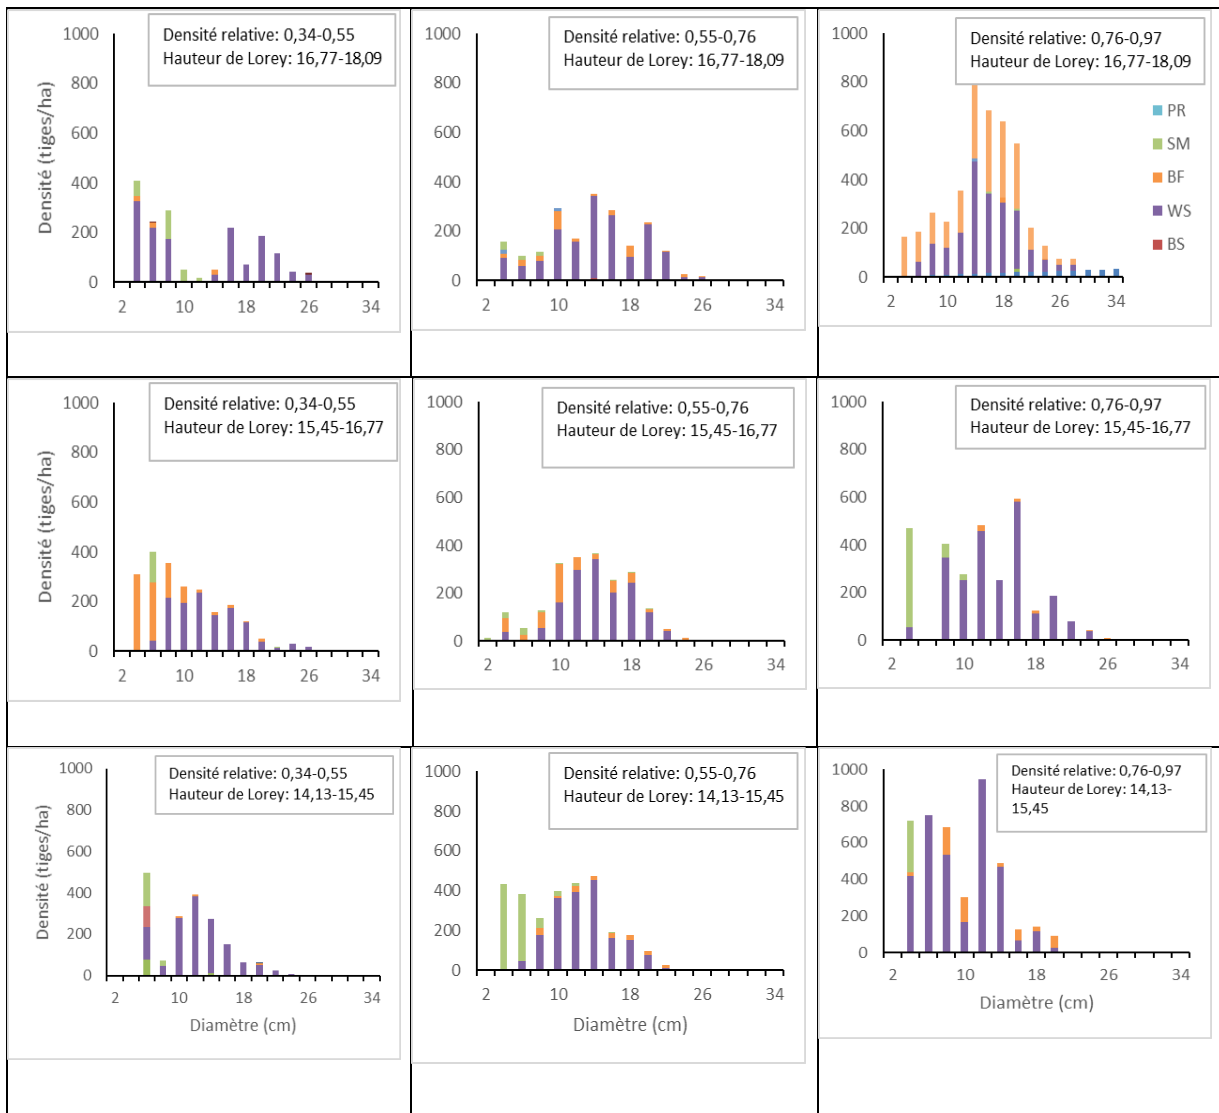 1000
800
600
400
200
0
Densité (tiges/ha)
Densité relative: 0,34-0,55
Hauteur de Lorey: 16,77-18,09
2 10 18 26 34
1000
800
600
400
200
0
Densité relative: 0,55-0,76
Hauteur de Lorey: 16,77-18,09
2 10 18 26 34
1000
800
600
400
200
0
Densité relative: 0,76-0,97
Hauteur de Lorey: 16,77-18,09
PR
SM
BF
WS
BS
2 10 18 26 34
1000
800
600
400
200
0
Densité (tiges/ha)
Densité relative: 0,34-0,55
Hauteur de Lorey: 15,45-16,77
2 10 18 26 34
1000
800
600
400
200
0
Densité relative: 0,55-0,76
Hauteur de Lorey: 15,45-16,77
2 10 18 26 34
1000
800
600
400
200
0
Densité relative: 0,76-0,97
Hauteur de Lorey: 15,45-16,77
2 10 18 26 34
1000
800
600
400
200
0
Densité (tiges/ha)
Densité relative: 0,34-0,55
Hauteur de Lorey: 14,13-15,45
2 10 18 26 34
Diamètre (cm)
1000
800
600
400
200
0
Densité relative: 0,55-0,76
Hauteur de Lorey: 14,13-15,45
2 10 18 26 34
Diamètre (cm)
1000
800
600
400
200
0
Densité relative: 0,76-0,97
Hauteur de Lorey: 14,13-
15,45
2 10 18 26 34
Diamètre (cm)